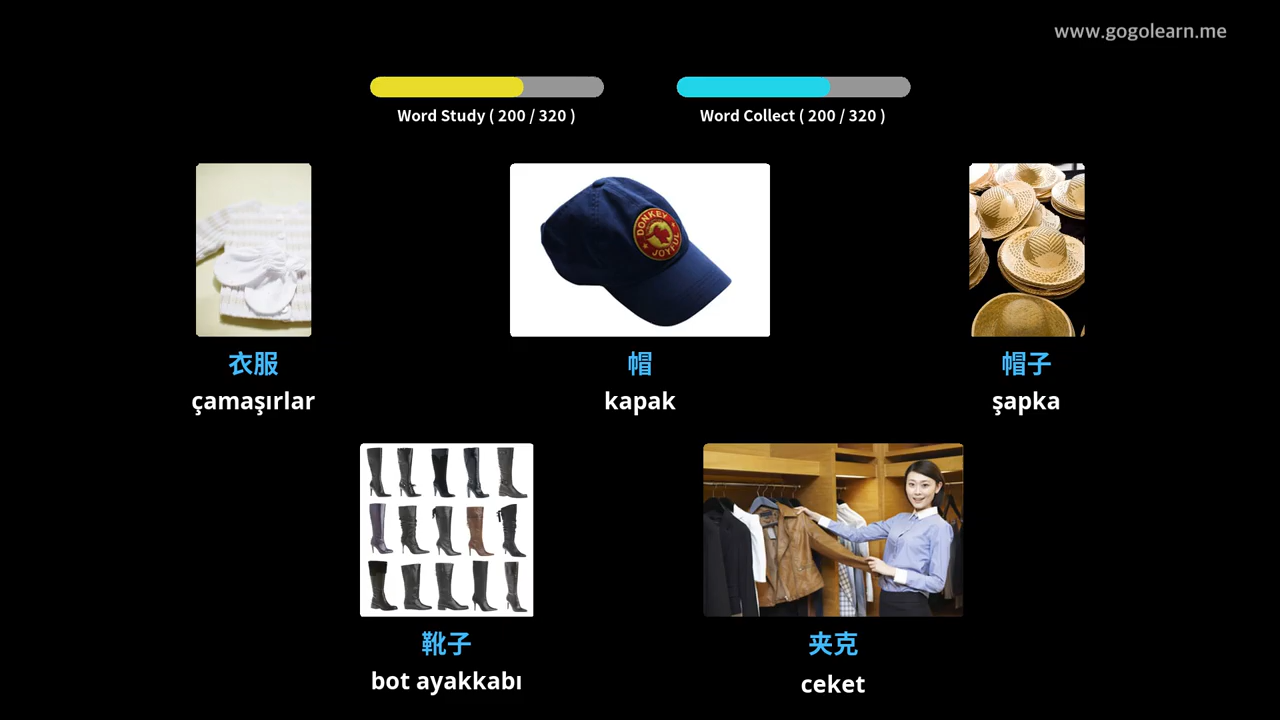 www.gogolearn.me
Word Study ( 200 / 320 )
Word Collect ( 200 / 320 )
DONKEY
JOYFUL
衣服
çamaşırlar
帽
kapak
帽子
şapka
靴子
bot ayakkabı
夹克
ceket